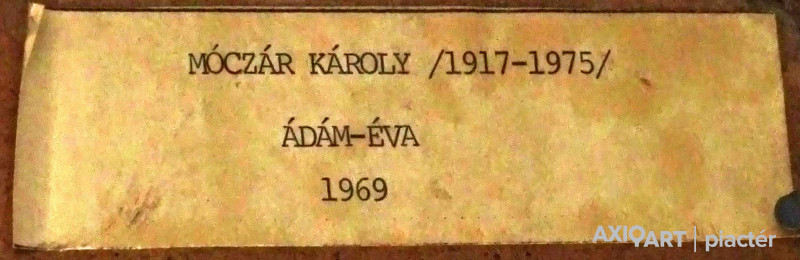 MÓCZÁR KÁROLY /1917-1975/
ÁDÁM-ÉVA
1969
AXIOART | piactér